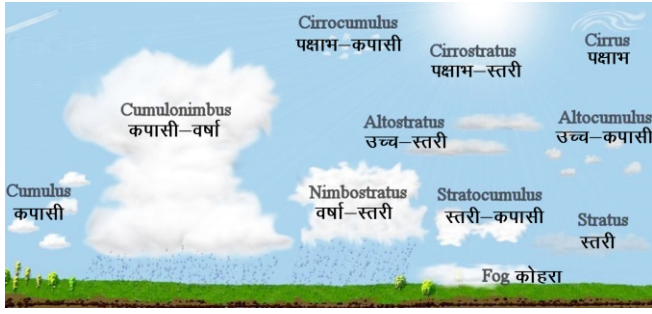 Cirrocumulus
पक्षाभ–कपासी
Cirrostratus
पक्षाभ–स्तरी
Cirrus
पक्षाभ
Cumulonimbus
कपासी–वर्षा
Altostratus
उच्च–स्तरी
Altocumulus
उच्च–कपासी
Cumulus
कपासी
Nimbostratus
वर्षा–स्तरी
Stratocumulus
स्तरी–कपासी
Stratus
स्तरी
Fog कोहरा